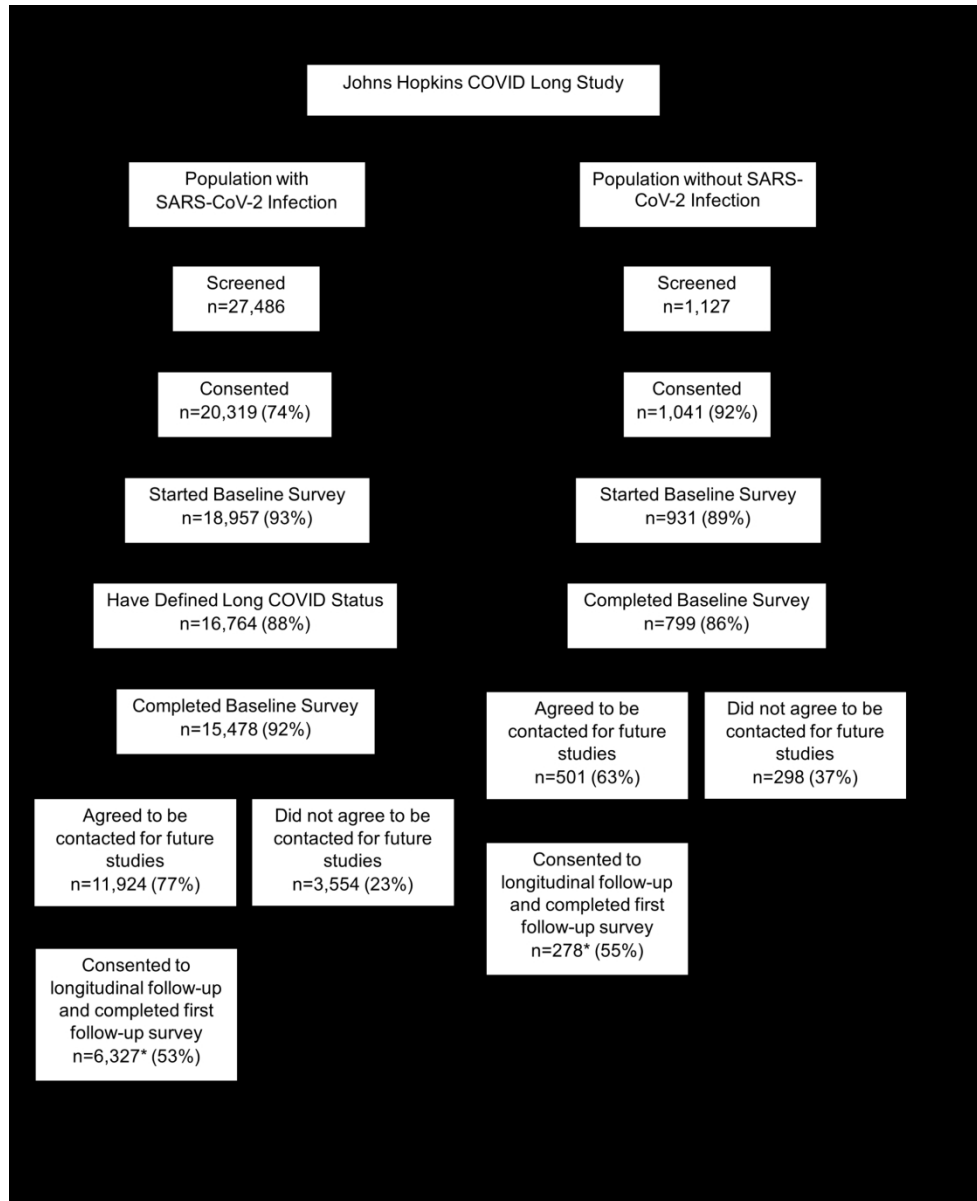 Johns Hopkins COVID Long Study
Population with
SARS-CoV-2 Infection
Screened
n=27,486
Consented
n=20,319 (74%)
Started Baseline Survey
n=18,957 (93%)
Have Defined Long COVID Status
n=16,764 (88%)
Completed Baseline Survey
n=15,478 (92%)
Agreed to be
contacted for future
studies
n=11,924 (77%)
Did not agree to be
contacted for future
studies
n=3,554 (23%)
Consented to
longitudinal follow-up
and completed first
follow-up survey
n=6,327* (53%)
Population without SARS-
CoV-2 Infection
Screened
n=1,127
Consented
n=1,041 (92%)
Started Baseline Survey
n=931 (89%)
Completed Baseline Survey
n=799 (86%)
Agreed to be
contacted for future
studies
n=501 (63%)
Did not agree to be
contacted for future
studies
n=298 (37%)
Consented to
longitudinal follow-up
and completed first
follow-up survey
n=278* (55%)